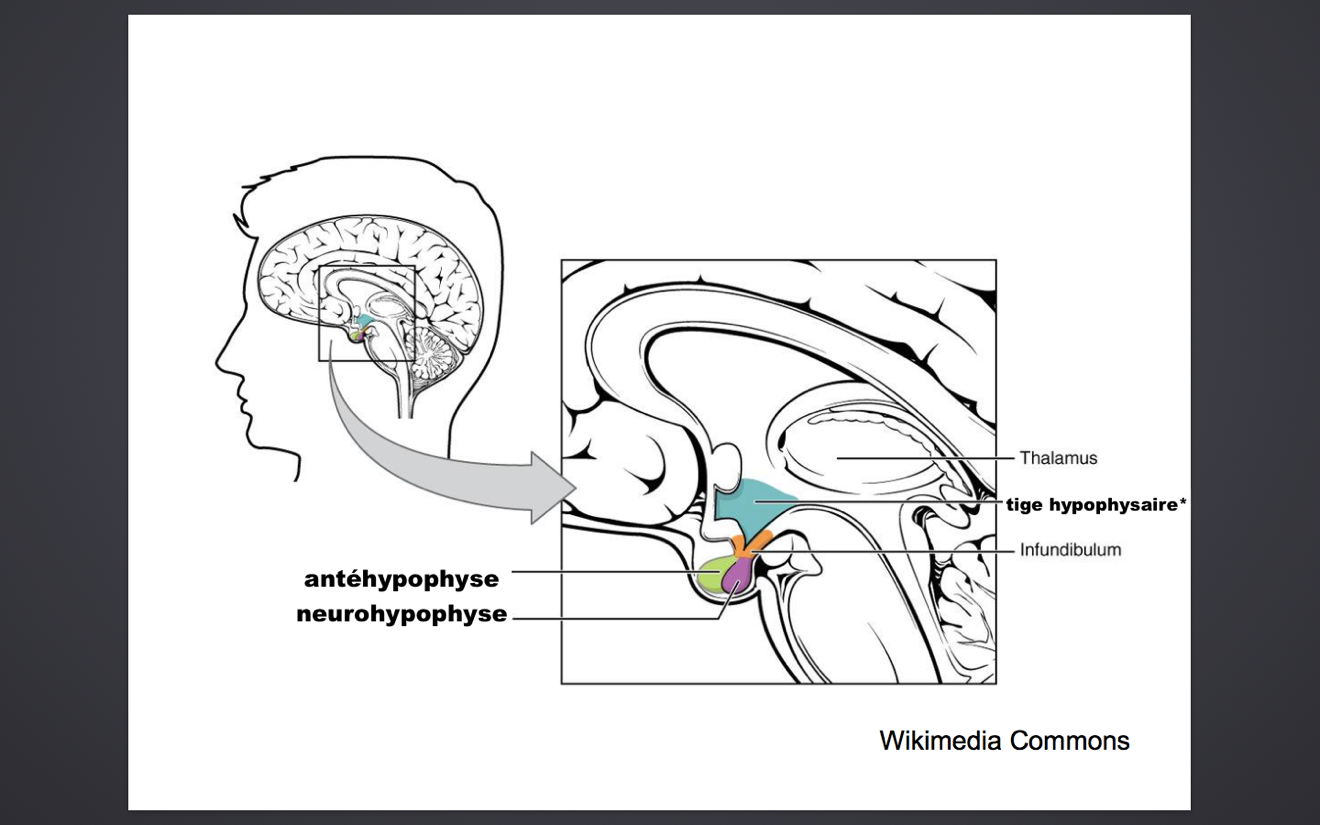 Thalamus
tige hypophysaire*
Infundibulum
antéhypophyse
neurohypophyse
Wikimedia Commons